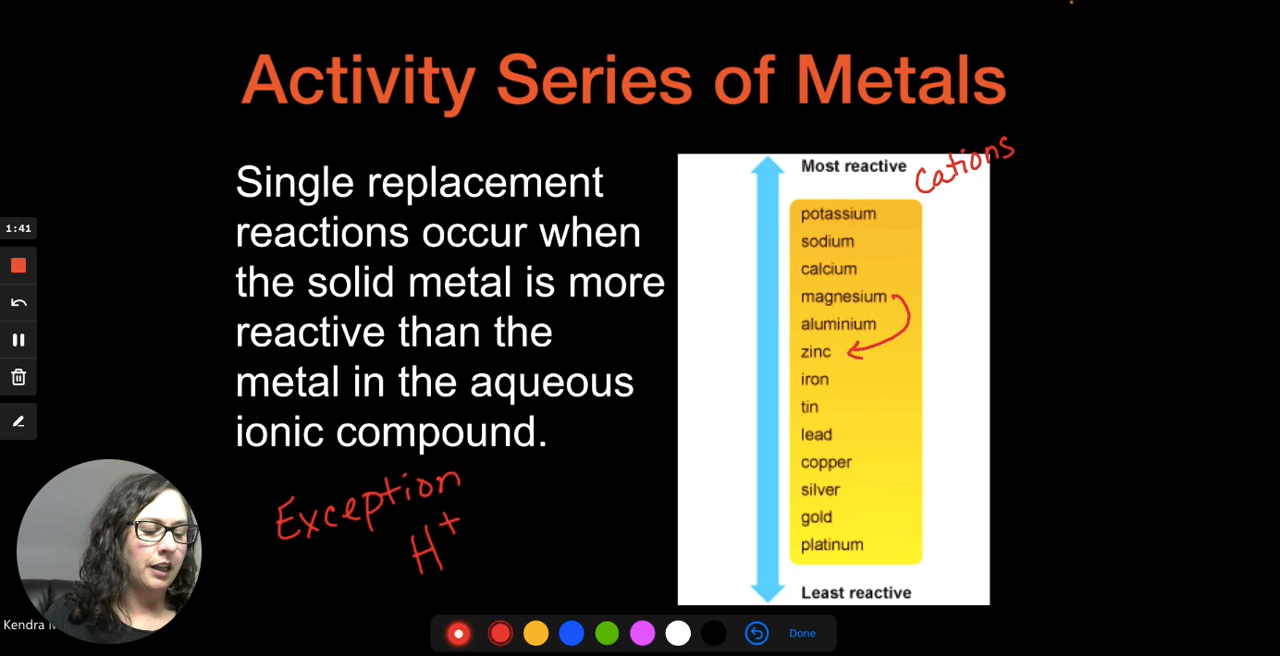 Activity Series of Metals
Single replacement
reactions occur when
the solid metal is more
reactive than the
metal in the aqueous
ionic compound.
Exception
H+
Most reactive
Cations
potassium
sodium
calcium
magnesium
aluminium
zinc
iron
tin
lead
copper
silver
gold
platinum
Least reactive
1:41
Kendra
Done